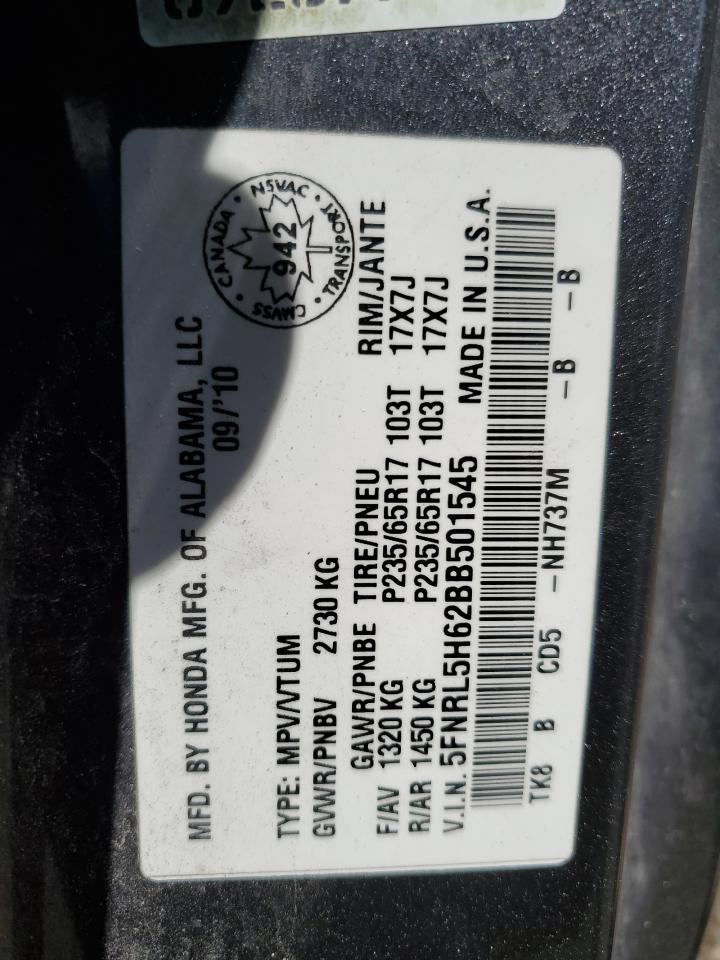 MFD. BY HONDA MFG. OF ALABAMA, LLC
09/'10
CANADA • NSVAC • TRANSPORT • CMVSS •
942
TYPE: MPV/VTUM
GVWR/PNBV 2730 KG
GAWR/PNBE TIRE/PNEU RIM/JANTE
F/AV 1320 KG P235/65R17 103T 17X7J
R/AR 1450 KG P235/65R17 103T 17X7J
V.I.N. 5FNRL5H62BB501545 MADE IN U.S.A.
TK8 B CD5 -NH737M -B -B